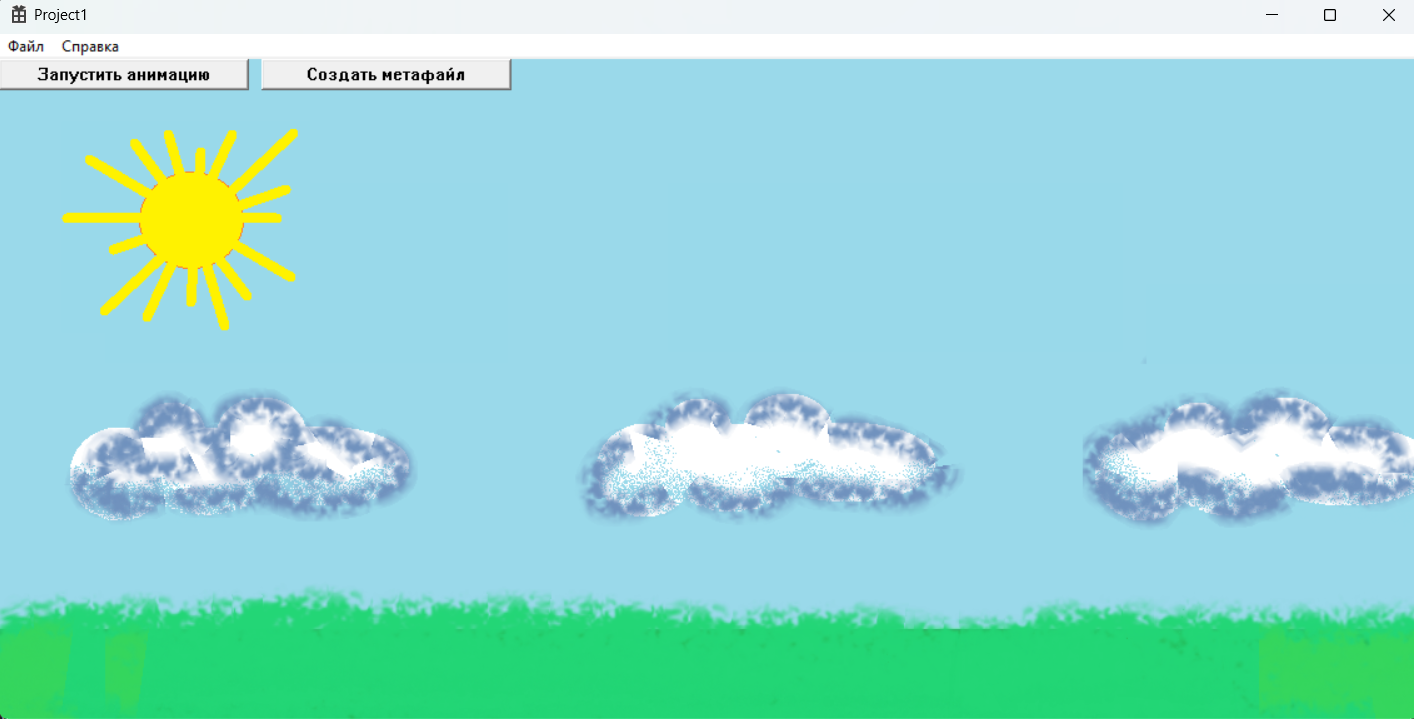 Project1
Файл Справка
Запустить анимацию Создать метафайл